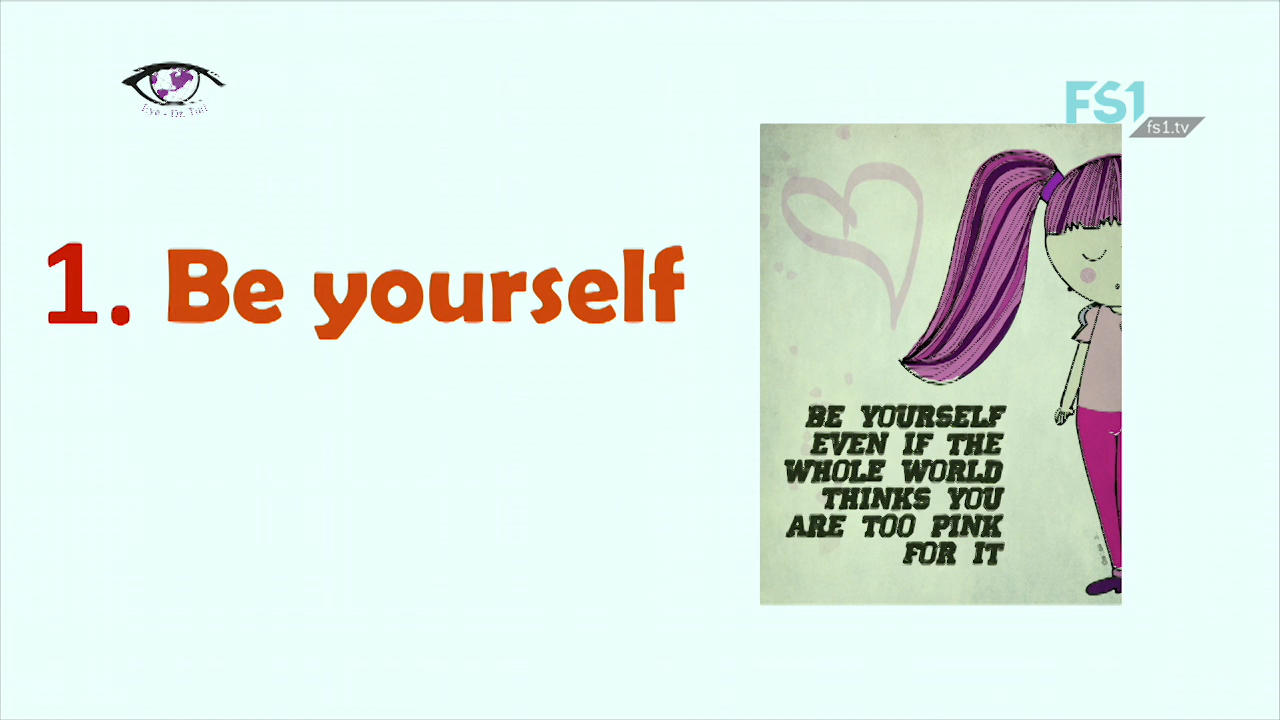 FS1
fs1.tv
1. Be yourself
BE YOURSELF
EVEN IF THE
WHOLE WORLD
THINKS YOU
ARE TOO PINK
FOR IT